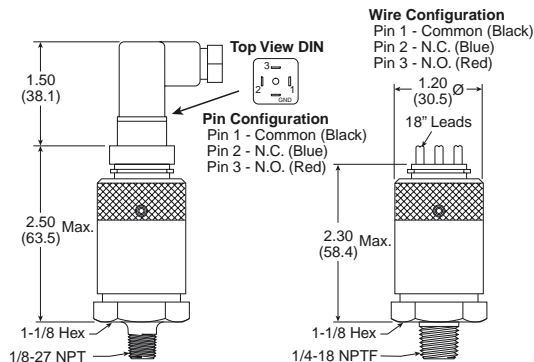 Wire Configuration
Pin 1 - Common (Black)
Pin 2 - N.C. (Blue)
Pin 3 - N.O. (Red)
Top View DIN
3
2
1
GND
1.50
(38.1)
Pin Configuration
Pin 1 - Common (Black)
Pin 2 - N.C. (Blue)
Pin 3 - N.O. (Red)
1.20
(30.5) Ø
18" Leads
2.50
(63.5) Max.
2.30
(58.4) Max.
1-1/8 Hex
1/8-27 NPT
1-1/8 Hex
1/4-18 NPTF